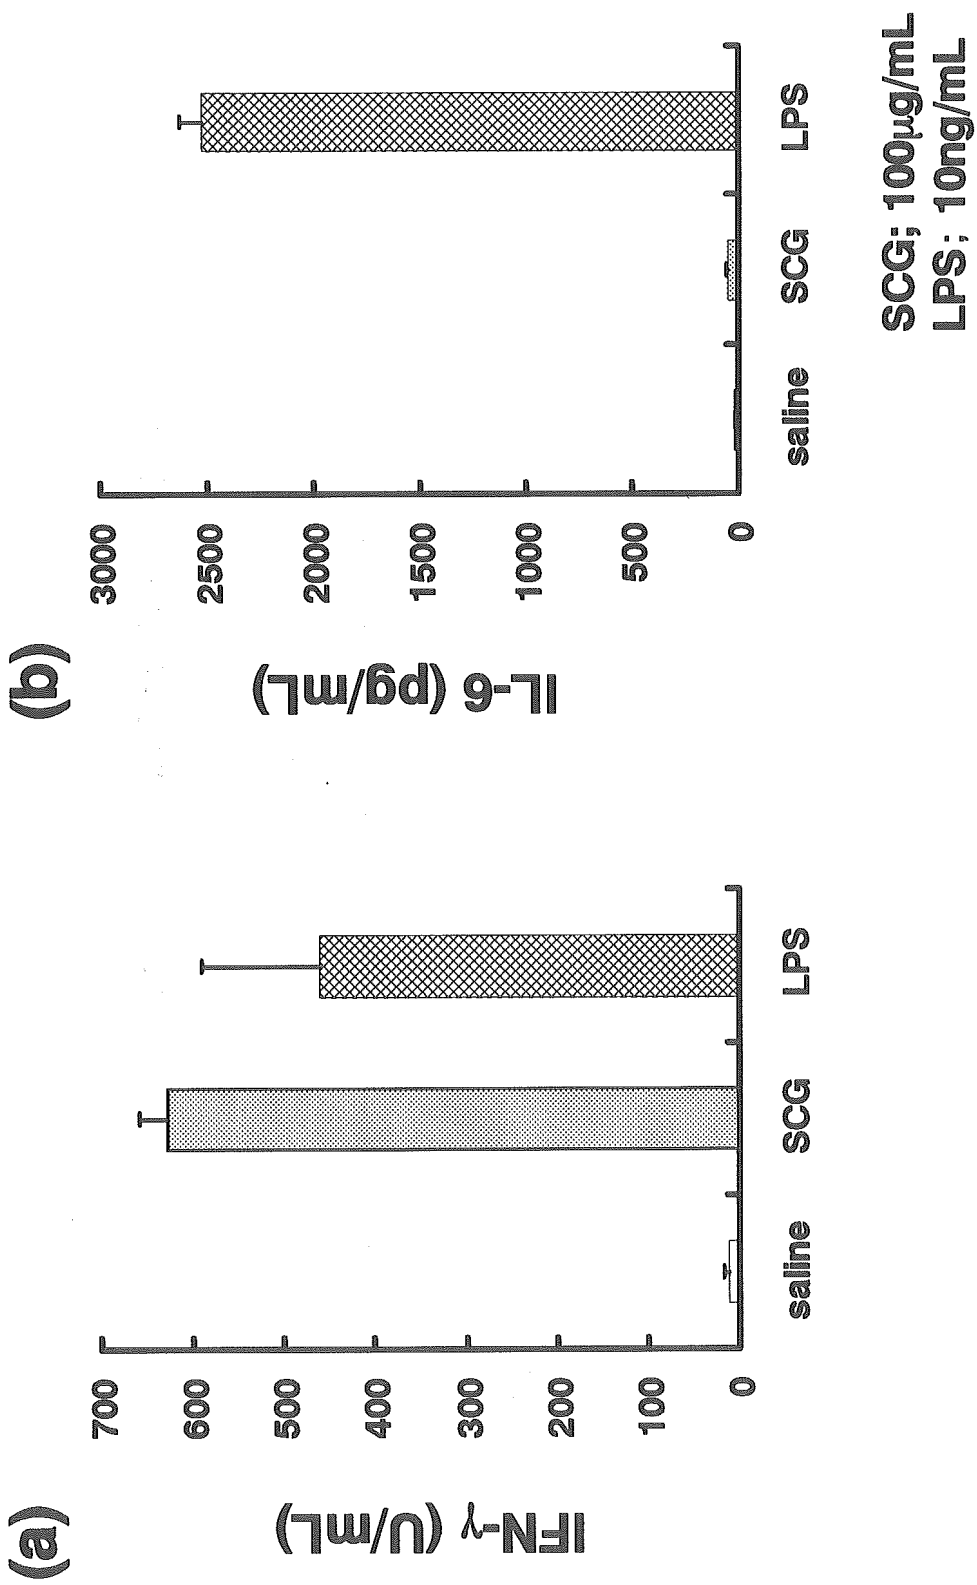 (a)
IFN-γ (U/mL)
700
600
500
400
300
200
100
0
saline SCG LPS
(b)
IL-6 (pg/mL)
3000
2500
2000
1500
1000
500
0
saline SCG LPS
SCG; 100μg/mL
LPS; 10ng/mL